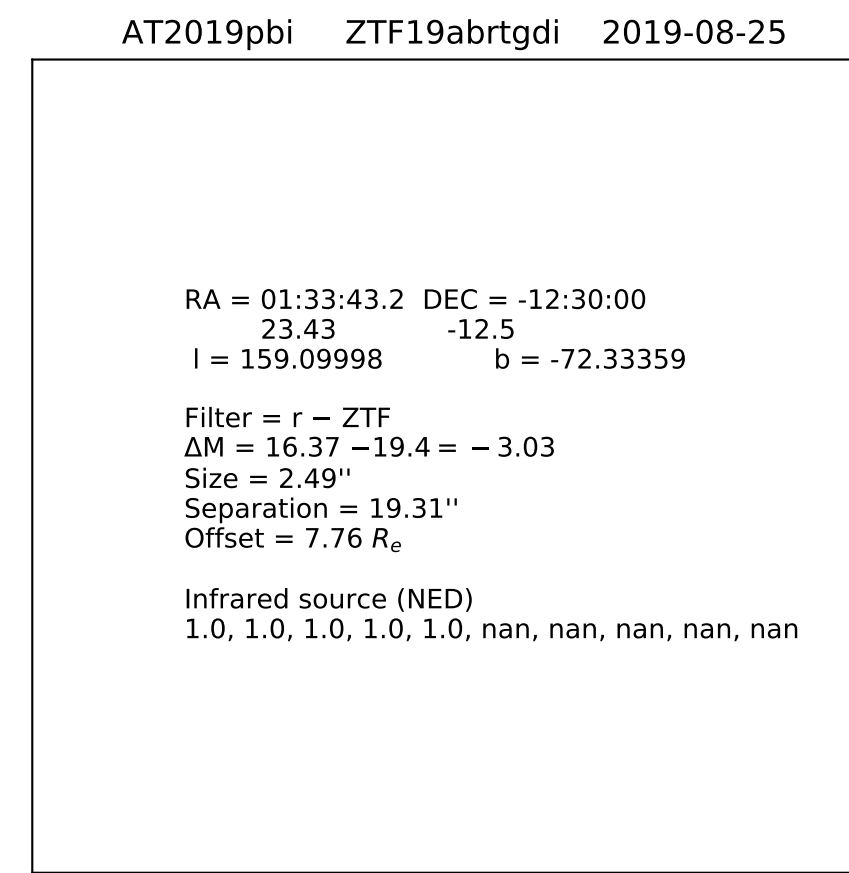 AT2019pbi ZTF19abrtgdi 2019-08-25
RA = 01:33:43.2 DEC = -12:30:00
23.43 -12.5
l = 159.09998 b = -72.33359
Filter = r − ZTF
ΔM = 16.37 −19.4 = − 3.03
Size = 2.49''
Separation = 19.31''
Offset = 7.76 Re
Infrared source (NED)
1.0, 1.0, 1.0, 1.0, 1.0, nan, nan, nan, nan, nan